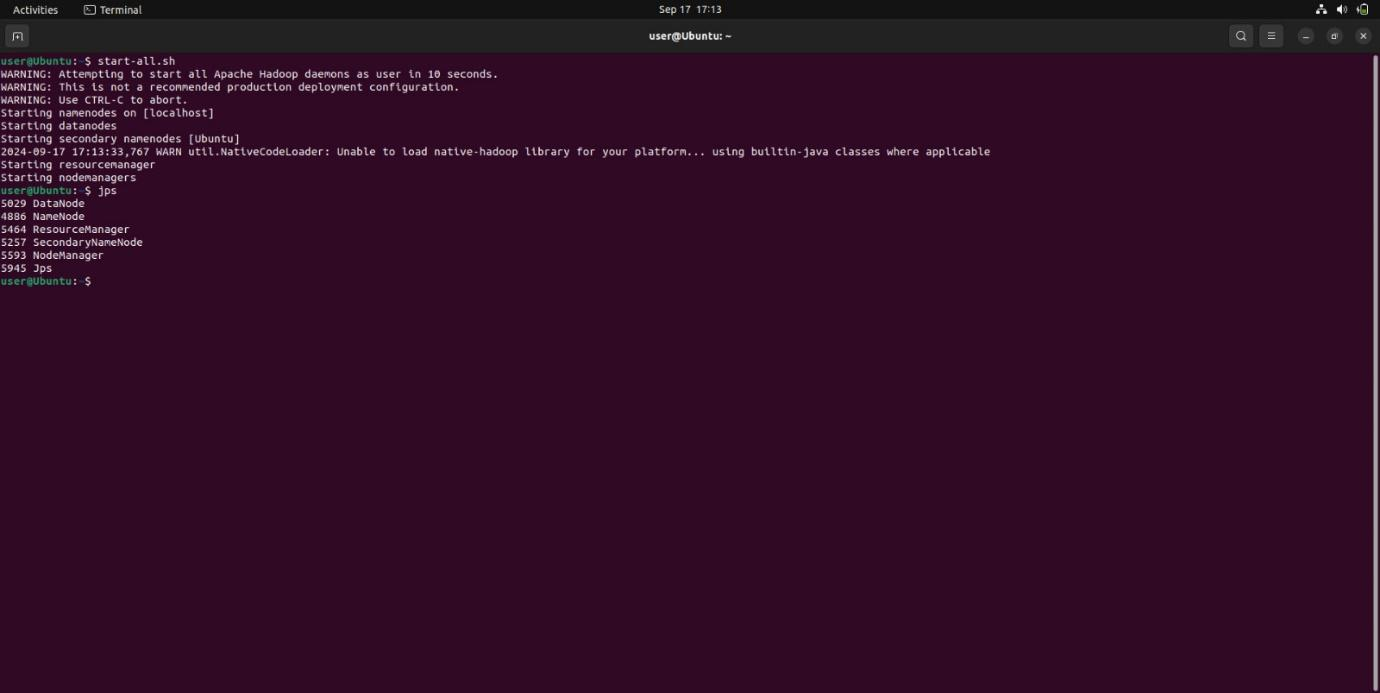 Activities Terminal Sep 17 17:13
user@Ubuntu: ~
user@Ubuntu:~$ start-all.sh
WARNING: Attempting to start all Apache Hadoop daemons as user in 10 seconds.
WARNING: This is not a recommended production deployment configuration.
WARNING: Use CTRL-C to abort.
Starting namenodes on [localhost]
Starting datanodes
Starting secondary namenodes [Ubuntu]
2024-09-17 17:13:33,767 WARN util.NativeCodeLoader: Unable to load native-hadoop library for your platform... using builtin-java classes where applicable
Starting resourcemanager
Starting nodemanagers
user@Ubuntu:~$ jps
5029 DataNode
4886 NameNode
5464 ResourceManager
5257 SecondaryNameNode
5593 NodeManager
5945 Jps
user@Ubuntu:~$